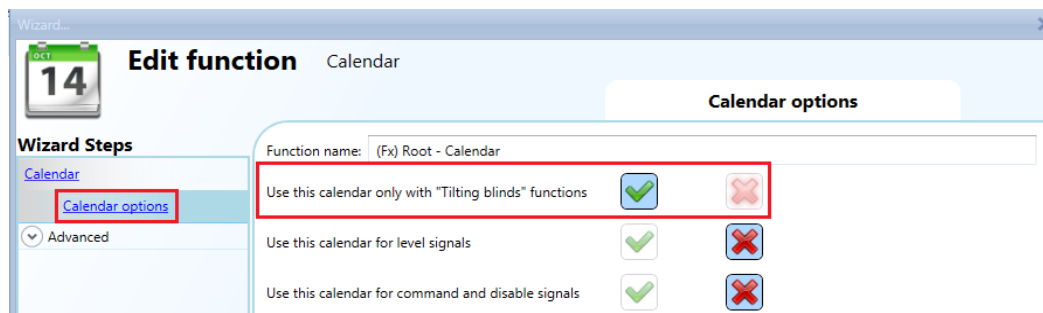 Wizard...
OCT
14
Edit function Calendar
Calendar options
Wizard Steps
Calendar
Calendar options
Advanced
Function name: (Fx) Root - Calendar
Use this calendar only with "Tilting blinds" functions
Use this calendar for level signals
Use this calendar for command and disable signals